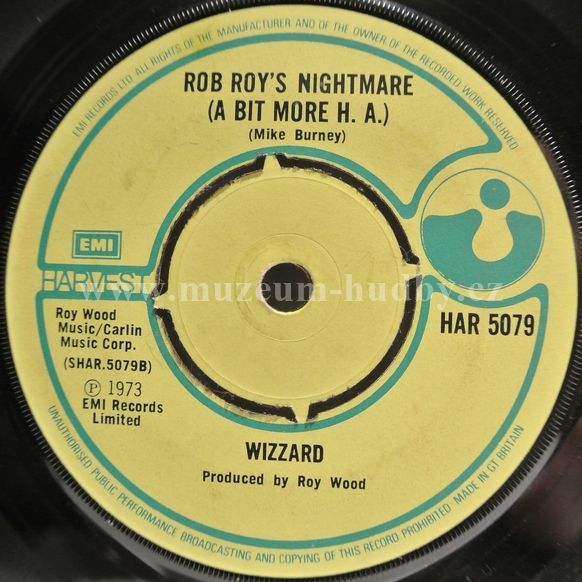 EMI RECORDS LTD ALL RIGHTS OF THE MANUFACTURER AND OF THE OWNER OF THE RECORDED WORK RESERVED
ROB ROY'S NIGHTMARE
(A BIT MORE H. A.)
(Mike Burney)
EMI
HARVEST
www.muzeum-hudby.cz
Roy Wood
Music/Carlin
Music Corp.
(SHAR.5079B)
℗ 1973
EMI Records
Limited
HAR 5079
WIZZARD
Produced by Roy Wood
UNAUTHORISED PUBLIC PERFORMANCE BROADCASTING AND COPYING OF THIS RECORD PROHIBITED MADE IN GT BRITAIN